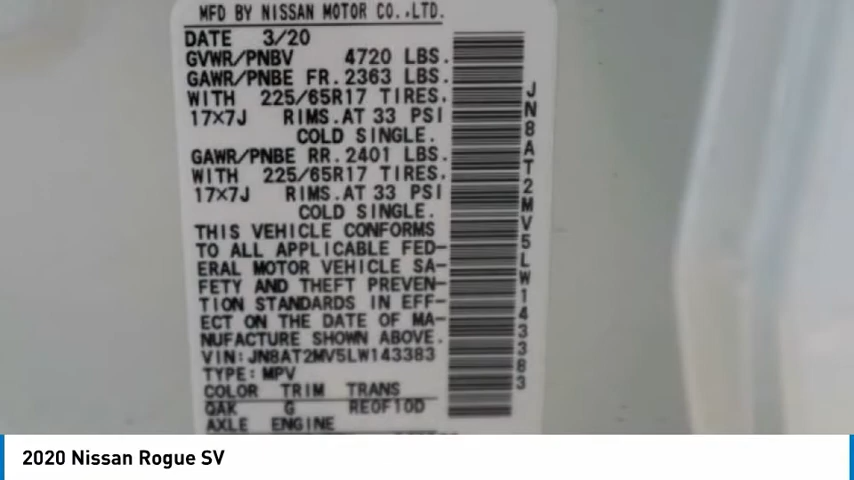 MFD BY NISSAN MOTOR CO.,LTD.
DATE 3/20
GVWR/PNBV 4720 LBS.
GAWR/PNBE FR. 2363 LBS.
WITH 225/65R17 TIRES.
17×7J RIMS.AT 33 PSI
COLD SINGLE.
GAWR/PNBE RR. 2401 LBS.
WITH 225/65R17 TIRES.
17×7J RIMS.AT 33 PSI
COLD SINGLE.
THIS VEHICLE CONFORMS
TO ALL APPLICABLE FED-
ERAL MOTOR VEHICLE SA-
FETY AND THEFT PREVEN-
TION STANDARDS IN EFF-
ECT ON THE DATE OF MA-
NUFACTURE SHOWN ABOVE.
VIN:JN8AT2MV5LW143383
TYPE:MPV
COLOR TRIM TRANS
QAK G RE0F10D
AXLE ENGINE
JN8AT2MV5LW143383
2020 Nissan Rogue SV